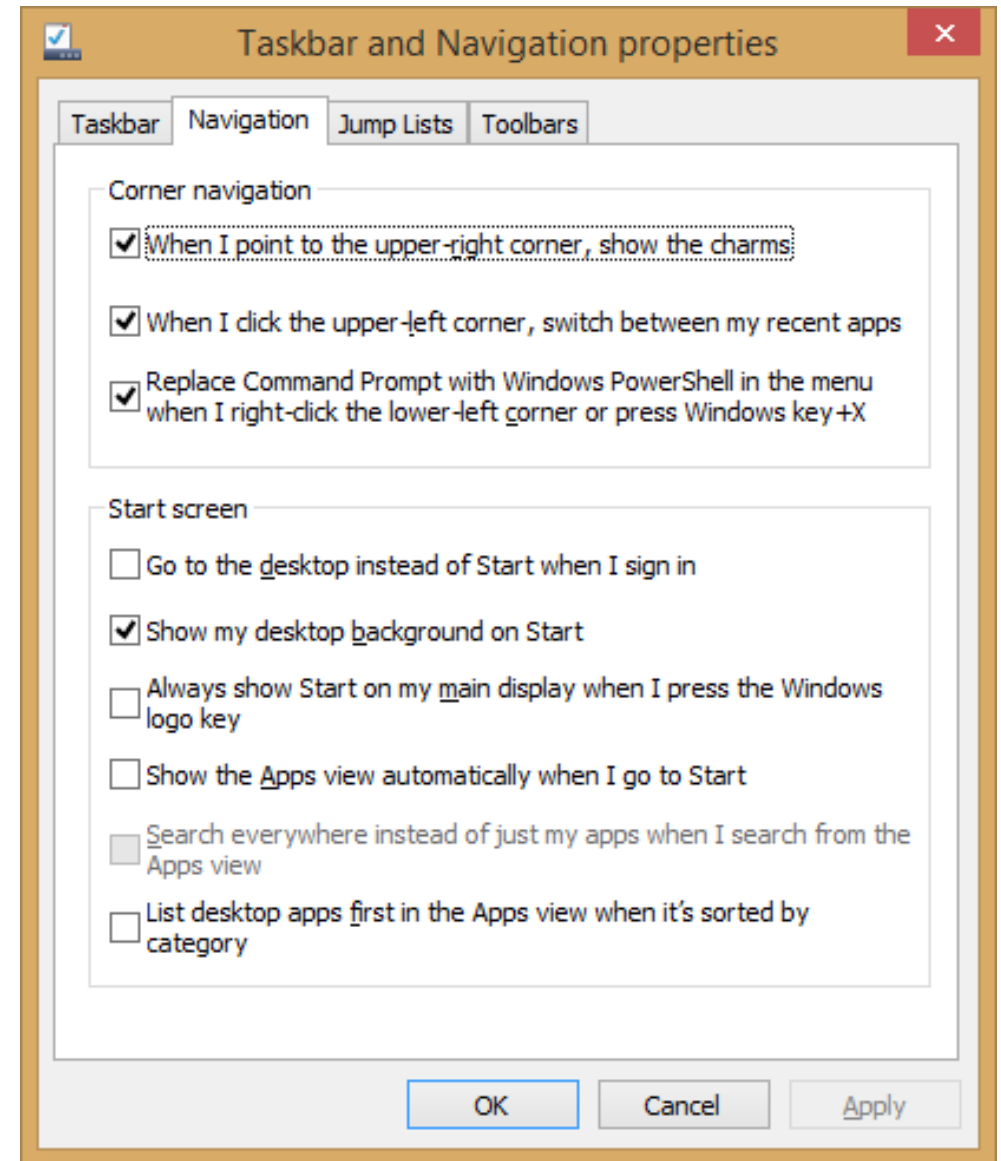 Taskbar and Navigation properties
Taskbar
Navigation
Jump Lists
Toolbars
Corner navigation
When I point to the upper-right corner, show the charms
When I click the upper-left corner, switch between my recent apps
Replace Command Prompt with Windows PowerShell in the menu
when I right-click the lower-left corner or press Windows key+X
Start screen
Go to the desktop instead of Start when I sign in
Show my desktop background on Start
Always show Start on my main display when I press the Windows
logo key
Show the Apps view automatically when I go to Start
Search everywhere instead of just my apps when I search from the
Apps view
List desktop apps first in the Apps view when it's sorted by
category
OK
Cancel
Apply